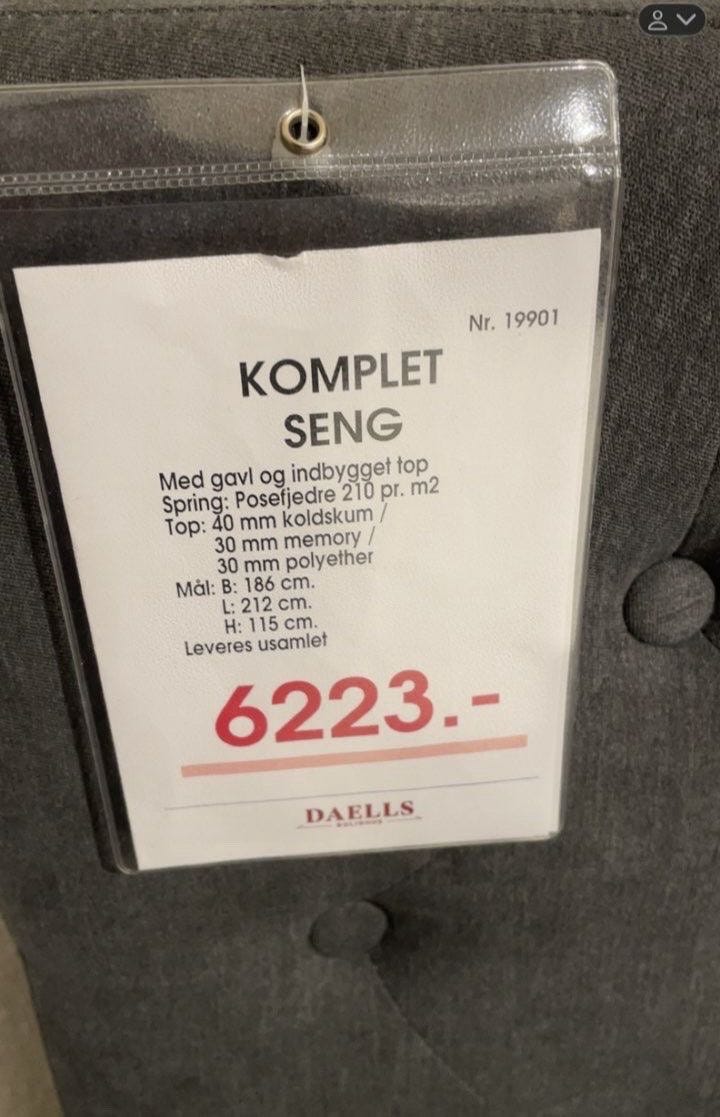 Nr. 19901
KOMPLET
SENG
Med gavl og indbygget top
Spring: Posefjedre 210 pr. m2
Top: 40 mm koldskum /
30 mm memory /
30 mm polyether
Mål: B: 186 cm.
L: 212 cm.
H: 115 cm.
Leveres usamlet
6223.-
DAELLS